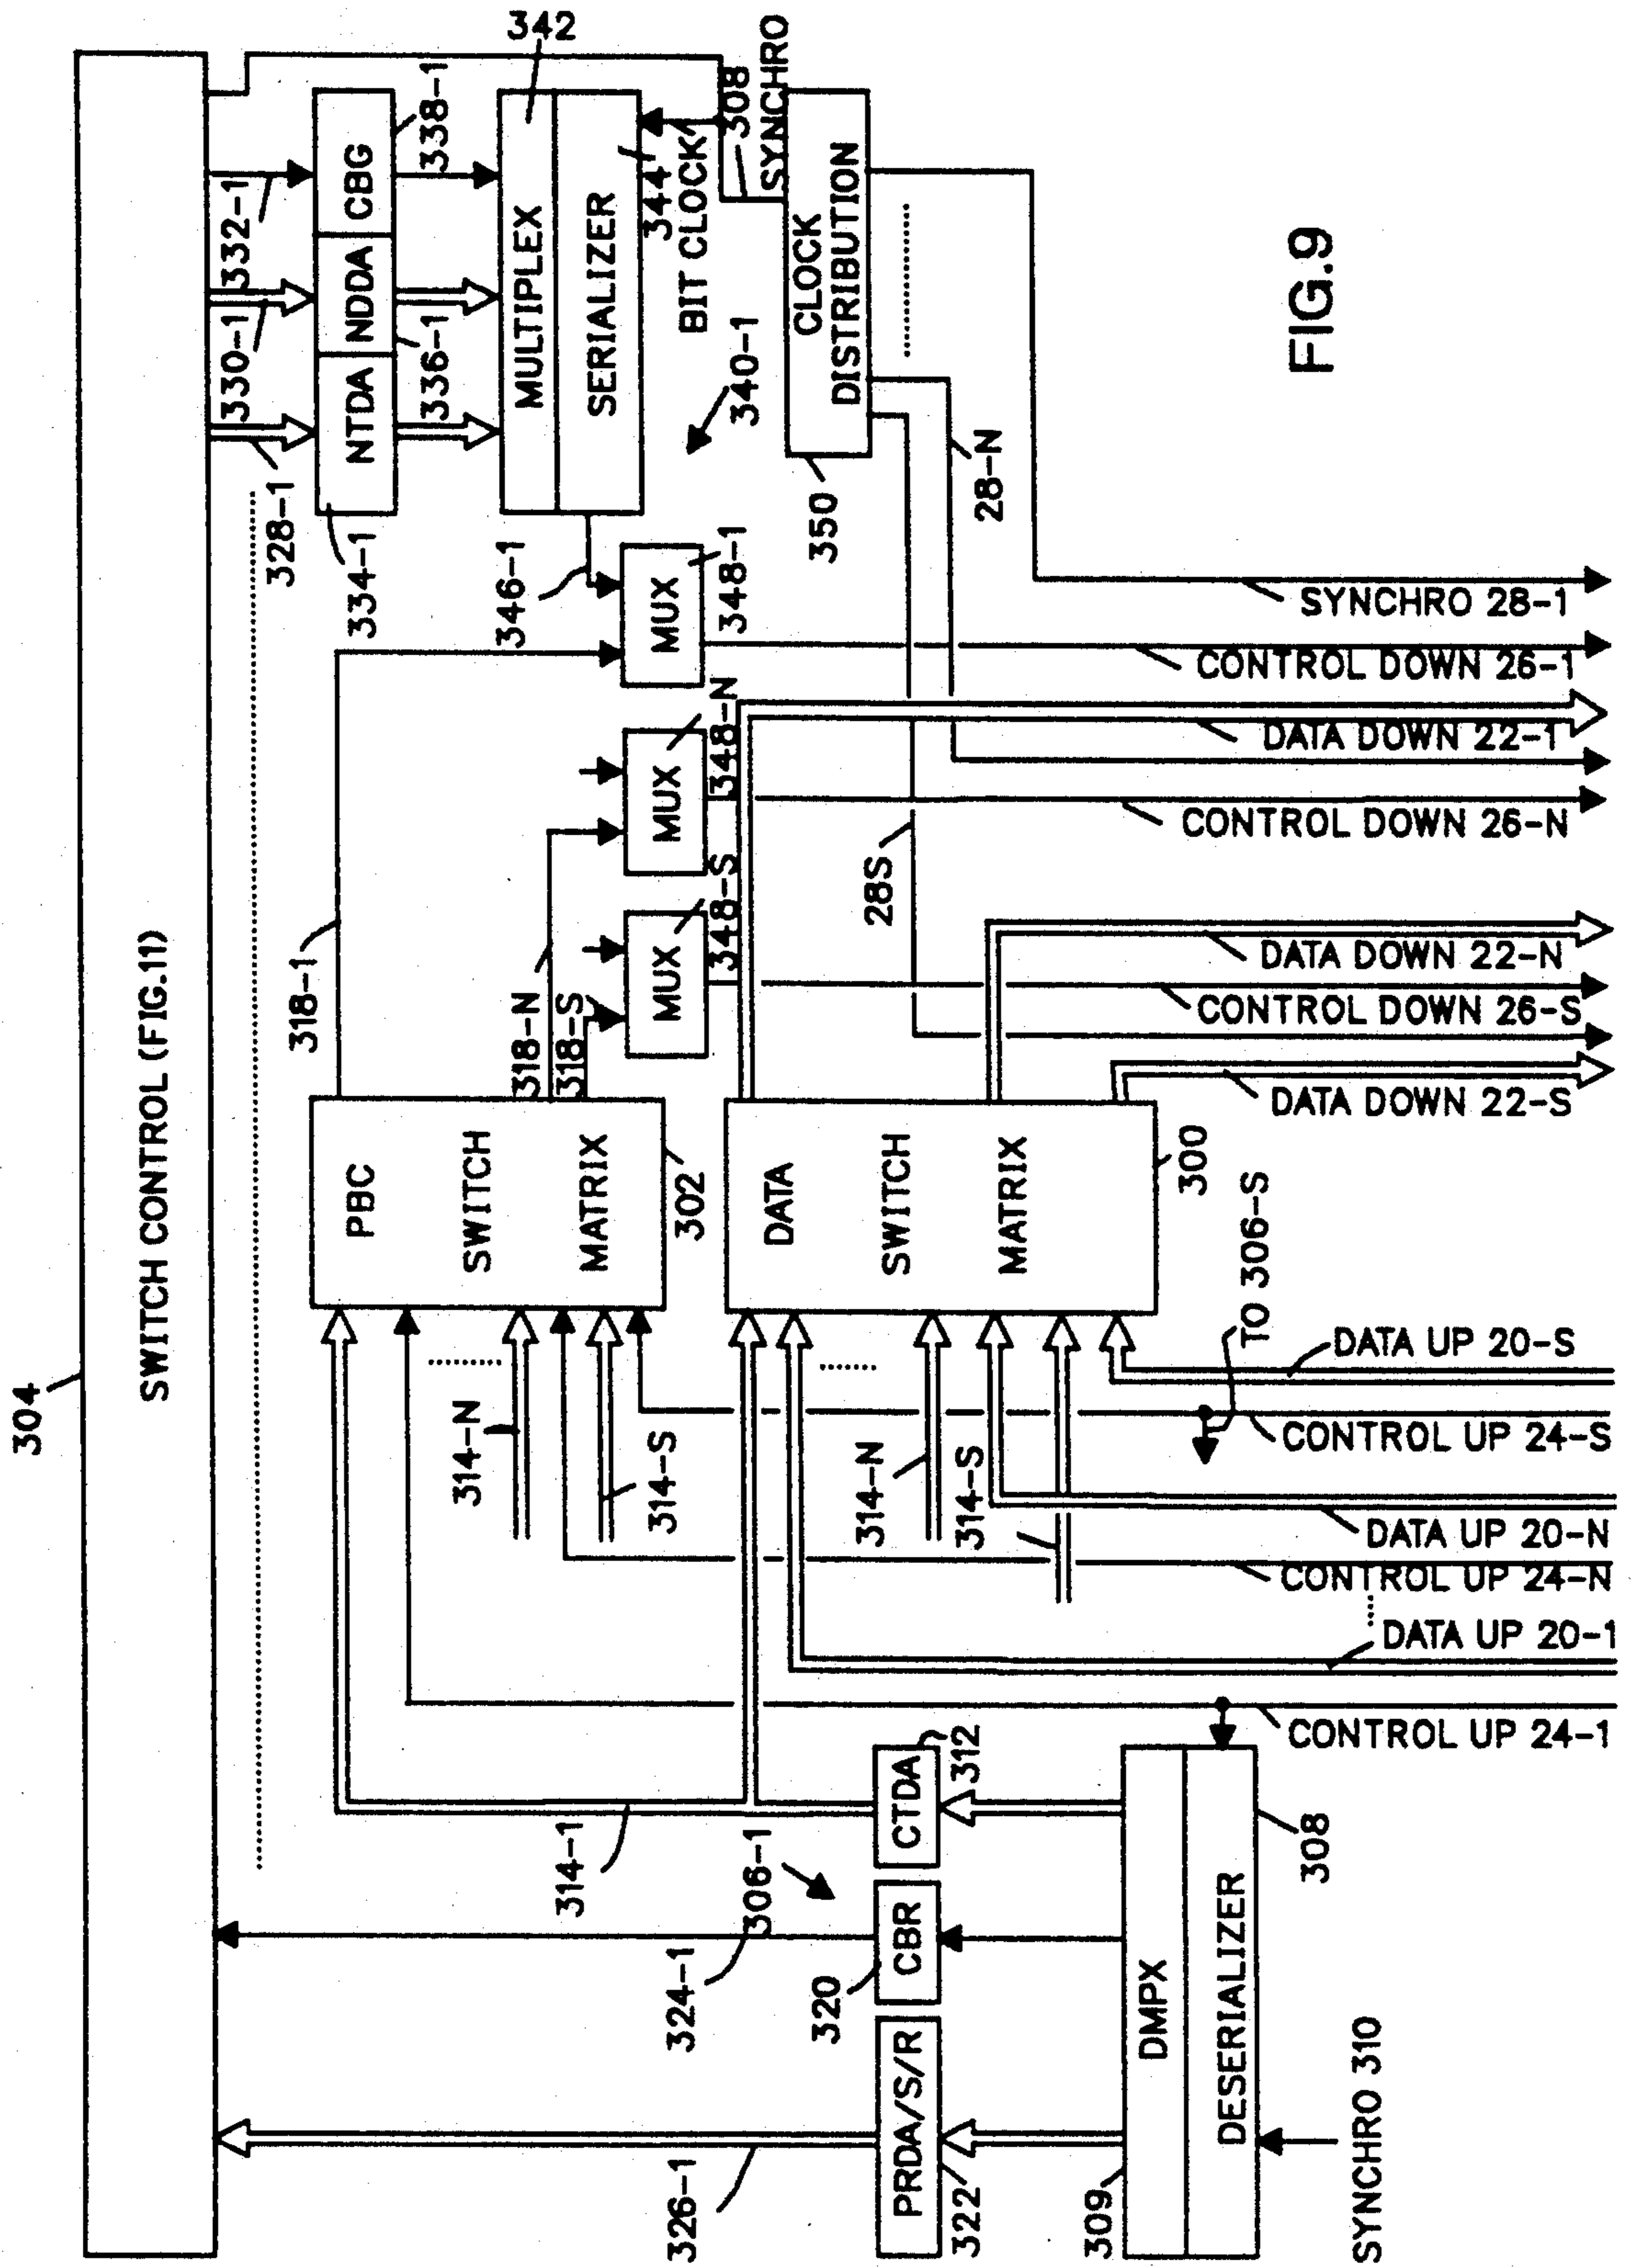 304
SWITCH CONTROL (FIG.11)
326-1
324-1
306-1
314-1
PRDA/S/R
322
320
CBR
CTDA
312
309
DMPX
DESERIALIZER
308
SYNCHRO 310
314-N
314-S
314-N
314-S
PBC
SWITCH
MATRIX
302
DATA
SWITCH
MATRIX
300
TO 306-S
318-1
318-N
318-S
MUX
348-S
MUX
348-N
MUX
348-1
346-1
328-1
330-1
332-1
334-1
NTDA
NDDA
CBG
336-1
338-1
342
MULTIPLEX
SERIALIZER
344
BIT CLOCK
340-1
308
SYNCHRO
CLOCK
DISTRIBUTION
350
28-N
28S
SYNCHRO 28-1
CONTROL DOWN 26-1
DATA DOWN 22-1
CONTROL DOWN 26-N
DATA DOWN 22-N
CONTROL DOWN 26-S
DATA DOWN 22-S
DATA UP 20-S
CONTROL UP 24-S
DATA UP 20-N
CONTROL UP 24-N
DATA UP 20-1
CONTROL UP 24-1
FIG.9